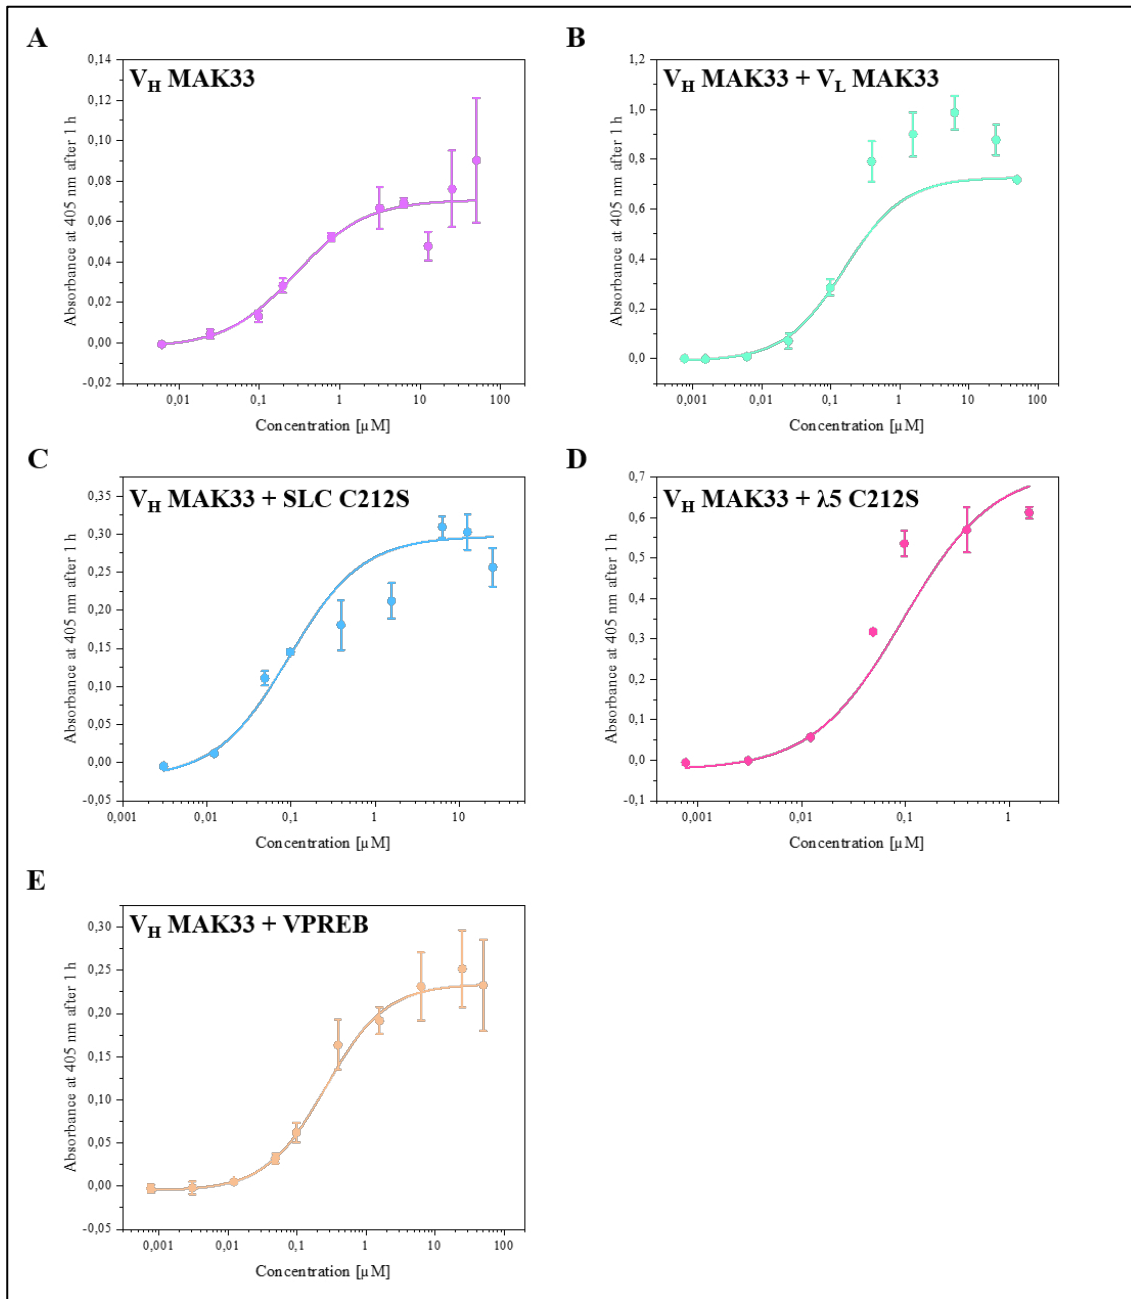 A
V_H MAK33
0,14
0,12
0,10
0,08
0,06
0,04
0,02
0,00
-0,02
Absorbance at 405 nm after 1 h
0,01 0,1 1 10 100
Concentration [µM]
B
V_H MAK33 + V_L MAK33
1,2
1,0
0,8
0,6
0,4
0,2
0,0
Absorbance at 405 nm after 1 h
0,001 0,01 0,1 1 10 100
Concentration [µM]
C
V_H MAK33 + SLC C212S
0,35
0,30
0,25
0,20
0,15
0,10
0,05
0,00
-0,05
Absorbance at 405 nm after 1 h
0,001 0,01 0,1 1 10
Concentration [µM]
D
V_H MAK33 + λ5 C212S
0,7
0,6
0,5
0,4
0,3
0,2
0,1
0,0
-0,1
Absorbance at 405 nm after 1 h
0,001 0,01 0,1 1
Concentration [µM]
E
V_H MAK33 + VPREB
0,30
0,25
0,20
0,15
0,10
0,05
0,00
-0,05
Absorbance at 405 nm after 1 h
0,001 0,01 0,1 1 10 100
Concentration [µM]